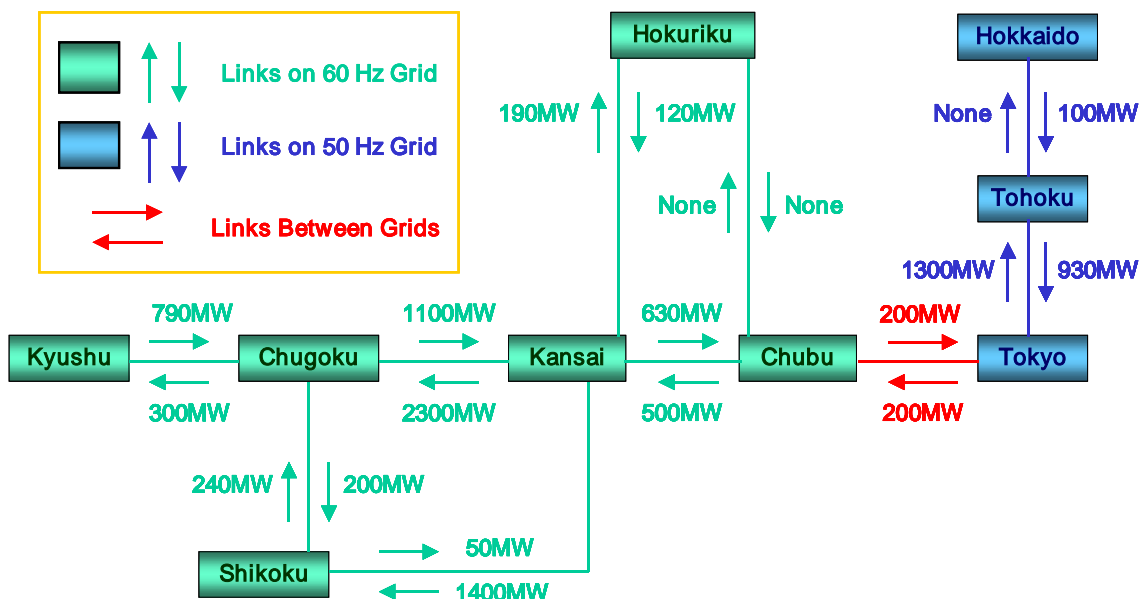 Hokuriku
Hokkaido
Links on 60 Hz Grid
190MW
120MW
None
100MW
Links on 50 Hz Grid
None
None
Tohoku
Links Between Grids
1300MW
930MW
790MW
1100MW
630MW
200MW
Kyushu
Chugoku
Kansai
Chubu
Tokyo
300MW
2300MW
500MW
200MW
240MW
200MW
50MW
Shikoku
1400MW